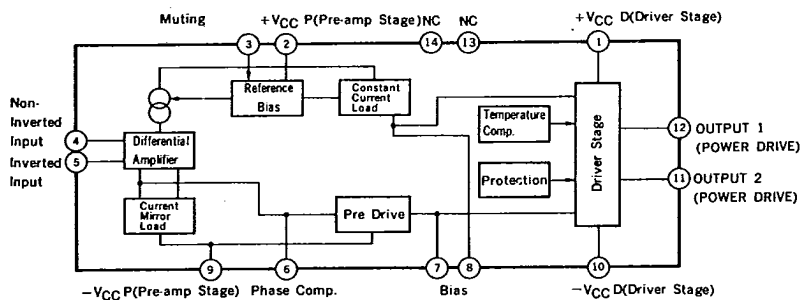 Muting
+VCC P(Pre-amp Stage) NC NC
+VCC D(Driver Stage)
3 2 14 13 1
Reference
Bias
Constant
Current
Load
Non-
Inverted
Input
4
Inverted
Input
5
Differential
Amplifier
Temperature
Comp.
Driver Stage
12 OUTPUT 1
(POWER DRIVE)
Protection
11 OUTPUT 2
(POWER DRIVE)
Current
Mirror
Load
Pre Drive
9 6 7 8 10
-VCC P(Pre-amp Stage) Phase Comp. Bias -VCC D(Driver Stage)